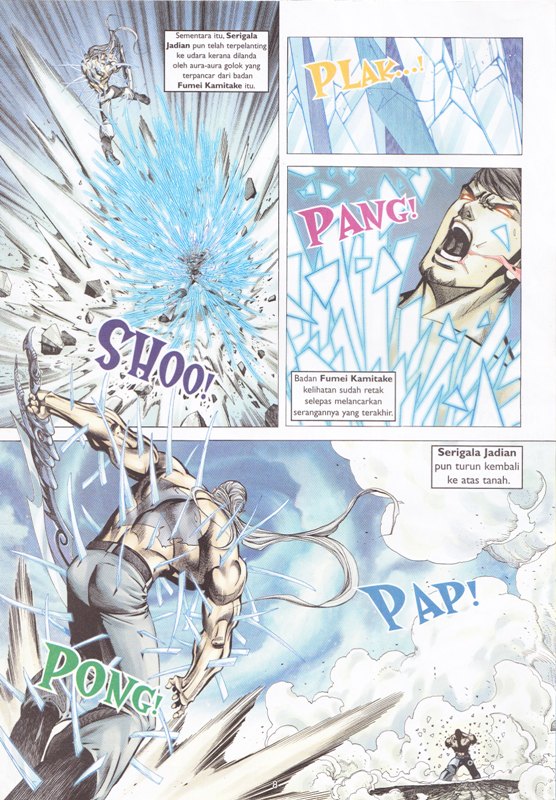 Sementara itu, Serigala
Jadian pun telah terpelanting
ke udara kerana dilanda
oleh aura-aura golok yang
terpancar dari badan
Fumei Kamitake itu.
PLAK...!
PANG!
Badan Fumei Kamitake
kelihatan sudah retak
selepas melancarkan
serangannya yang terakhir.
SHOO!
Serigala Jadian
pun turun kembali
ke atas tanah.
PAP!
PONG!
8